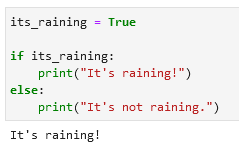 its_raining = True
if its_raining:
    print("It's raining!")
else:
    print("It's not raining.")
It's raining!